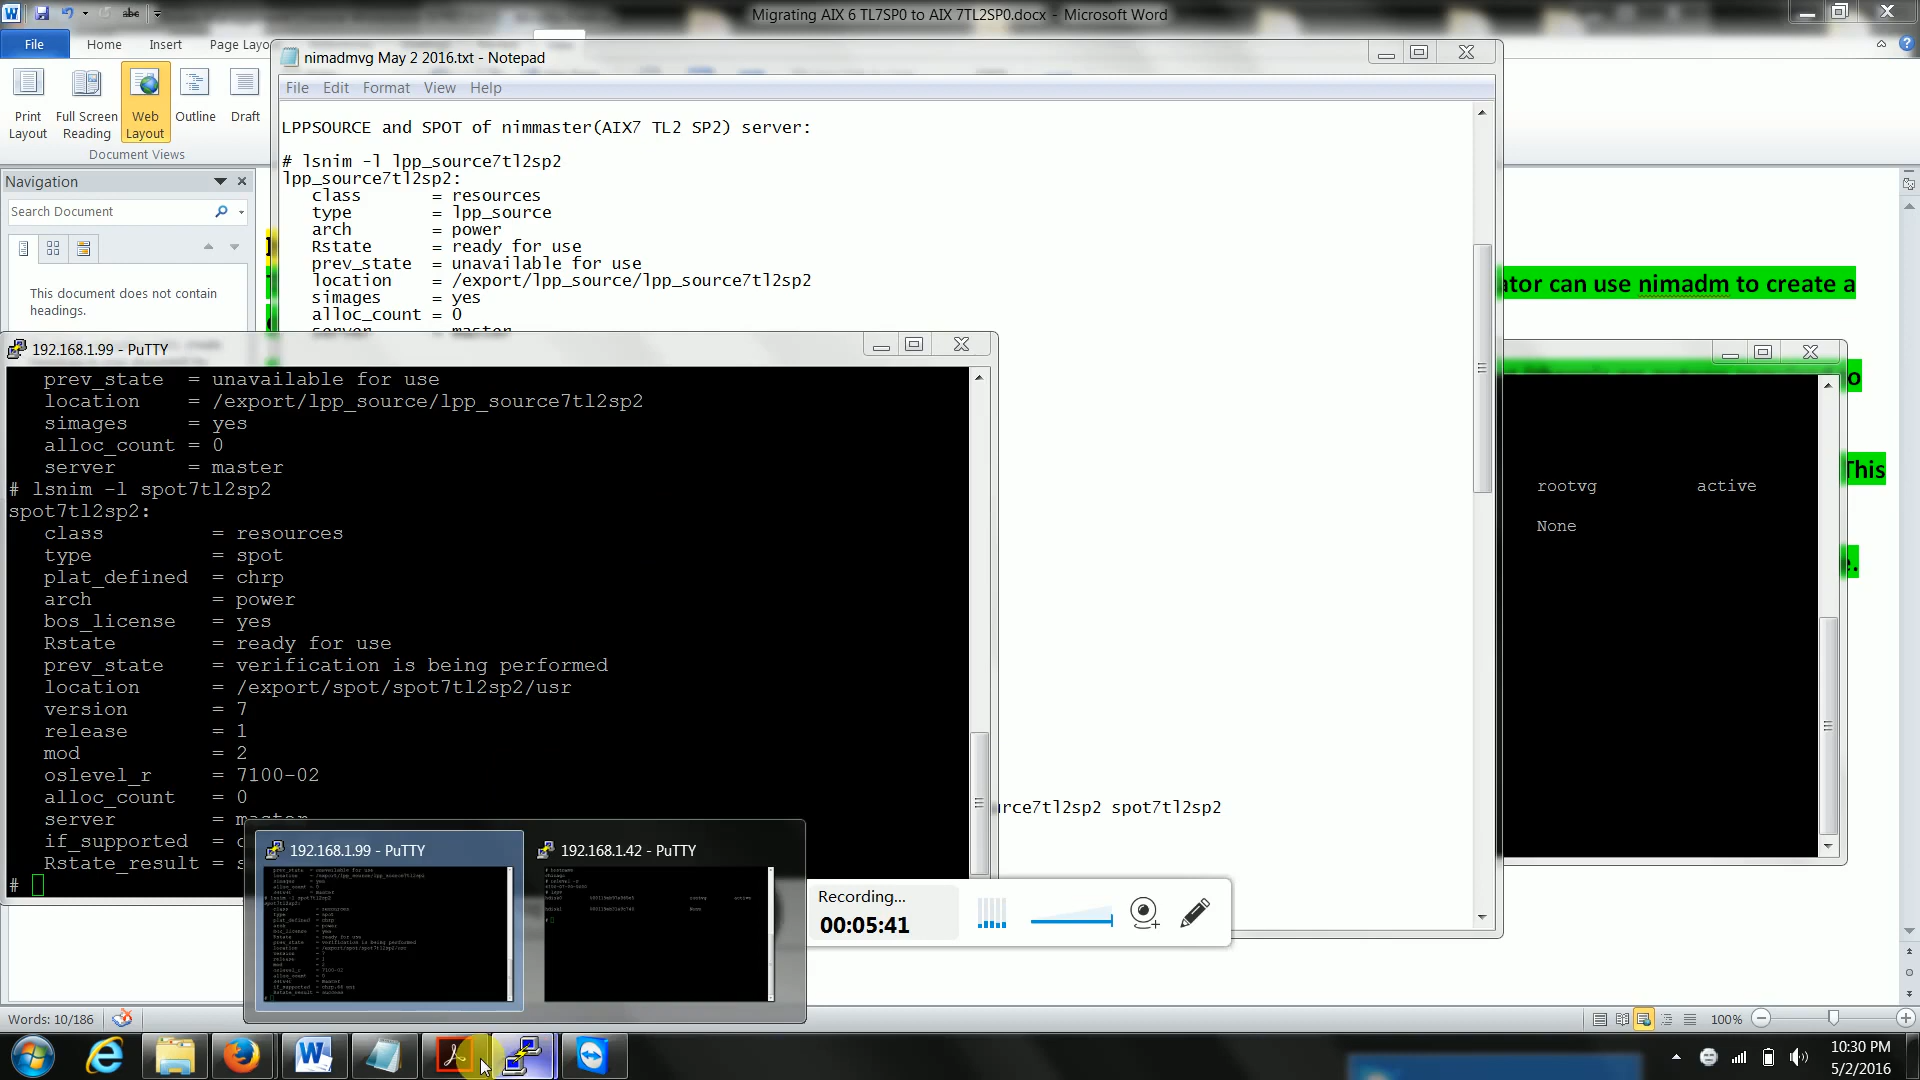 Migrating AIX 6 TL7SP0 to AIX 7TL2SP0.docx - Microsoft Word
File
Home
Insert
Page Layo
Print Layout
Full Screen Reading
Web Layout
Outline
Draft
Document Views
Navigation
Search Document
This document does not contain
headings.
nimadmvg May 2 2016.txt - Notepad
File Edit Format View Help
LPPSOURCE and SPOT of nimmaster(AIX7 TL2 SP2) server:
# lsnim -l lpp_source7tl2sp2
lpp_source7tl2sp2:
class = resources
type = lpp_source
arch = power
Rstate = ready for use
prev_state = unavailable for use
location = /export/lpp_source/lpp_source7tl2sp2
simages = yes
alloc_count = 0
server = master
ator can use nimadm to create a
This
192.168.1.99 - PuTTY
prev_state = unavailable for use
location = /export/lpp_source/lpp_source7tl2sp2
simages = yes
alloc_count = 0
server = master
# lsnim -l spot7tl2sp2
spot7tl2sp2:
class = resources
type = spot
plat_defined = chrp
arch = power
bos_license = yes
Rstate = ready for use
prev_state = verification is being performed
location = /export/spot/spot7tl2sp2/usr
version = 7
release = 1
mod = 2
oslevel_r = 7100-02
alloc_count = 0
server = master
if_supported = c
Rstate_result = s
#
rootvg active
None
urce7tl2sp2 spot7tl2sp2
192.168.1.99 - PuTTY
192.168.1.42 - PuTTY
Recording...
00:05:41
Words: 10/186
100%
10:30 PM
5/2/2016